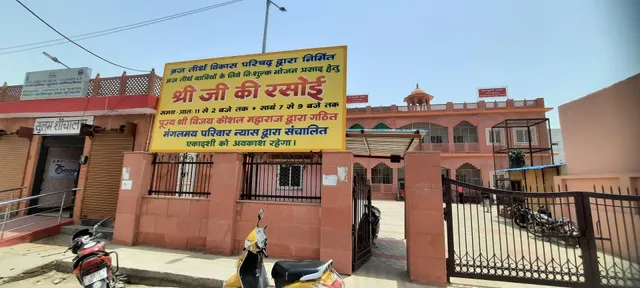 सुलभ शौचालय
ब्रज तीर्थ विकास परिषद् द्वारा निर्मित
ब्रज तीर्थ यात्रियों के लिये निःशुल्क भोजन प्रसाद हेतु
श्री जी की रसोई
समय-प्रातः 11 से 2 बजे तक + सायं 7 से 9 बजे तक
पूज्य श्री विजय कौशल महाराज द्वारा गठित
मंगलमय परिवार न्यास द्वारा संचालित
एकादशी को अवकाश रहेगा।